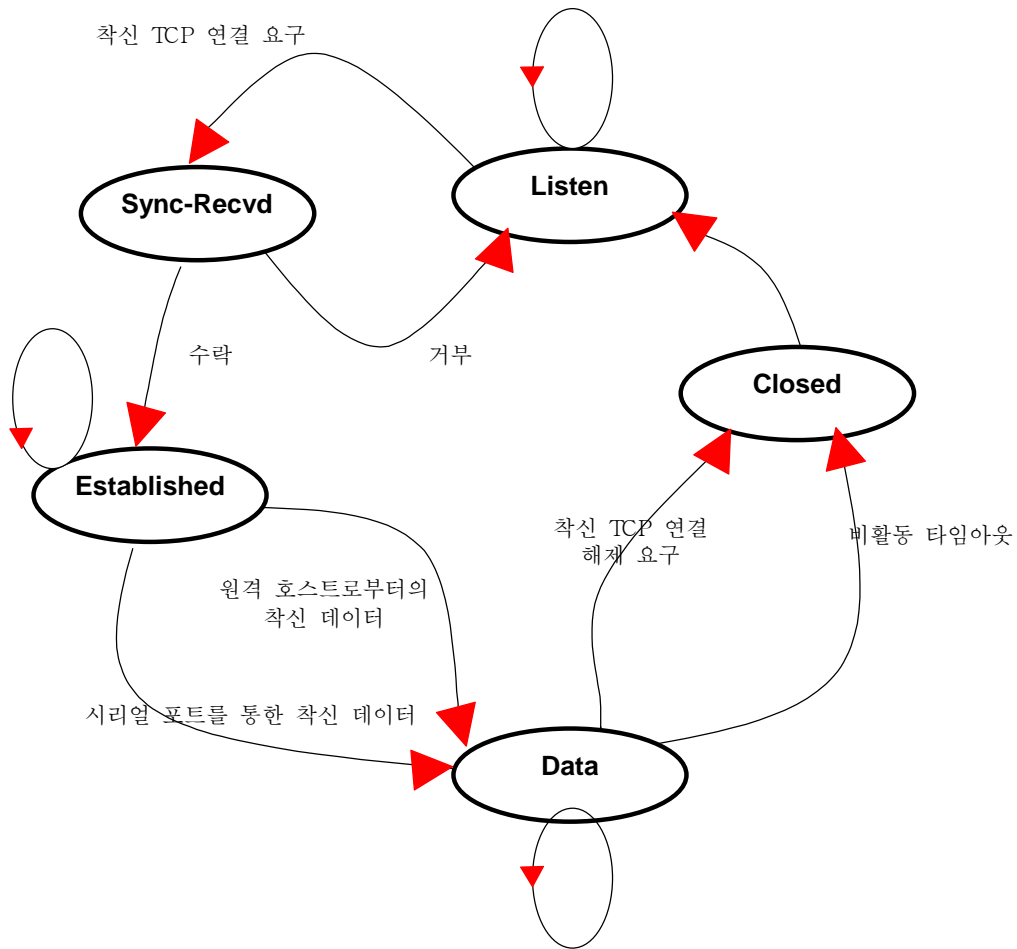 착신 TCP 연결 요구
Listen
Sync-Recvd
수락
거부
Closed
Established
착신 TCP 연결
해제 요구
비활동 타임아웃
원격 호스트로부터의
착신 데이터
시리얼 포트를 통한 착신 데이터
Data